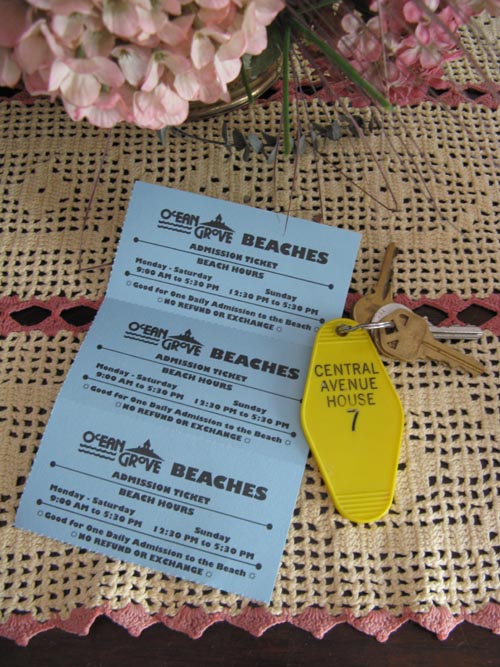 OCEAN GROVE BEACHES
ADMISSION TICKET
BEACH HOURS
Monday - Saturday Sunday
9:00 AM to 5:30 PM 12:30 PM to 5:30 PM
Good for One Daily Admission to the Beach
NO REFUND OR EXCHANGE
OCEAN GROVE BEACHES
ADMISSION TICKET
BEACH HOURS
Monday - Saturday Sunday
9:00 AM to 5:30 PM 12:30 PM to 5:30 PM
Good for One Daily Admission to the Beach
NO REFUND OR EXCHANGE
OCEAN GROVE BEACHES
ADMISSION TICKET
BEACH HOURS
Monday - Saturday Sunday
9:00 AM to 5:30 PM 12:30 PM to 5:30 PM
Good for One Daily Admission to the Beach
NO REFUND OR EXCHANGE
CENTRAL
AVENUE
HOUSE
7